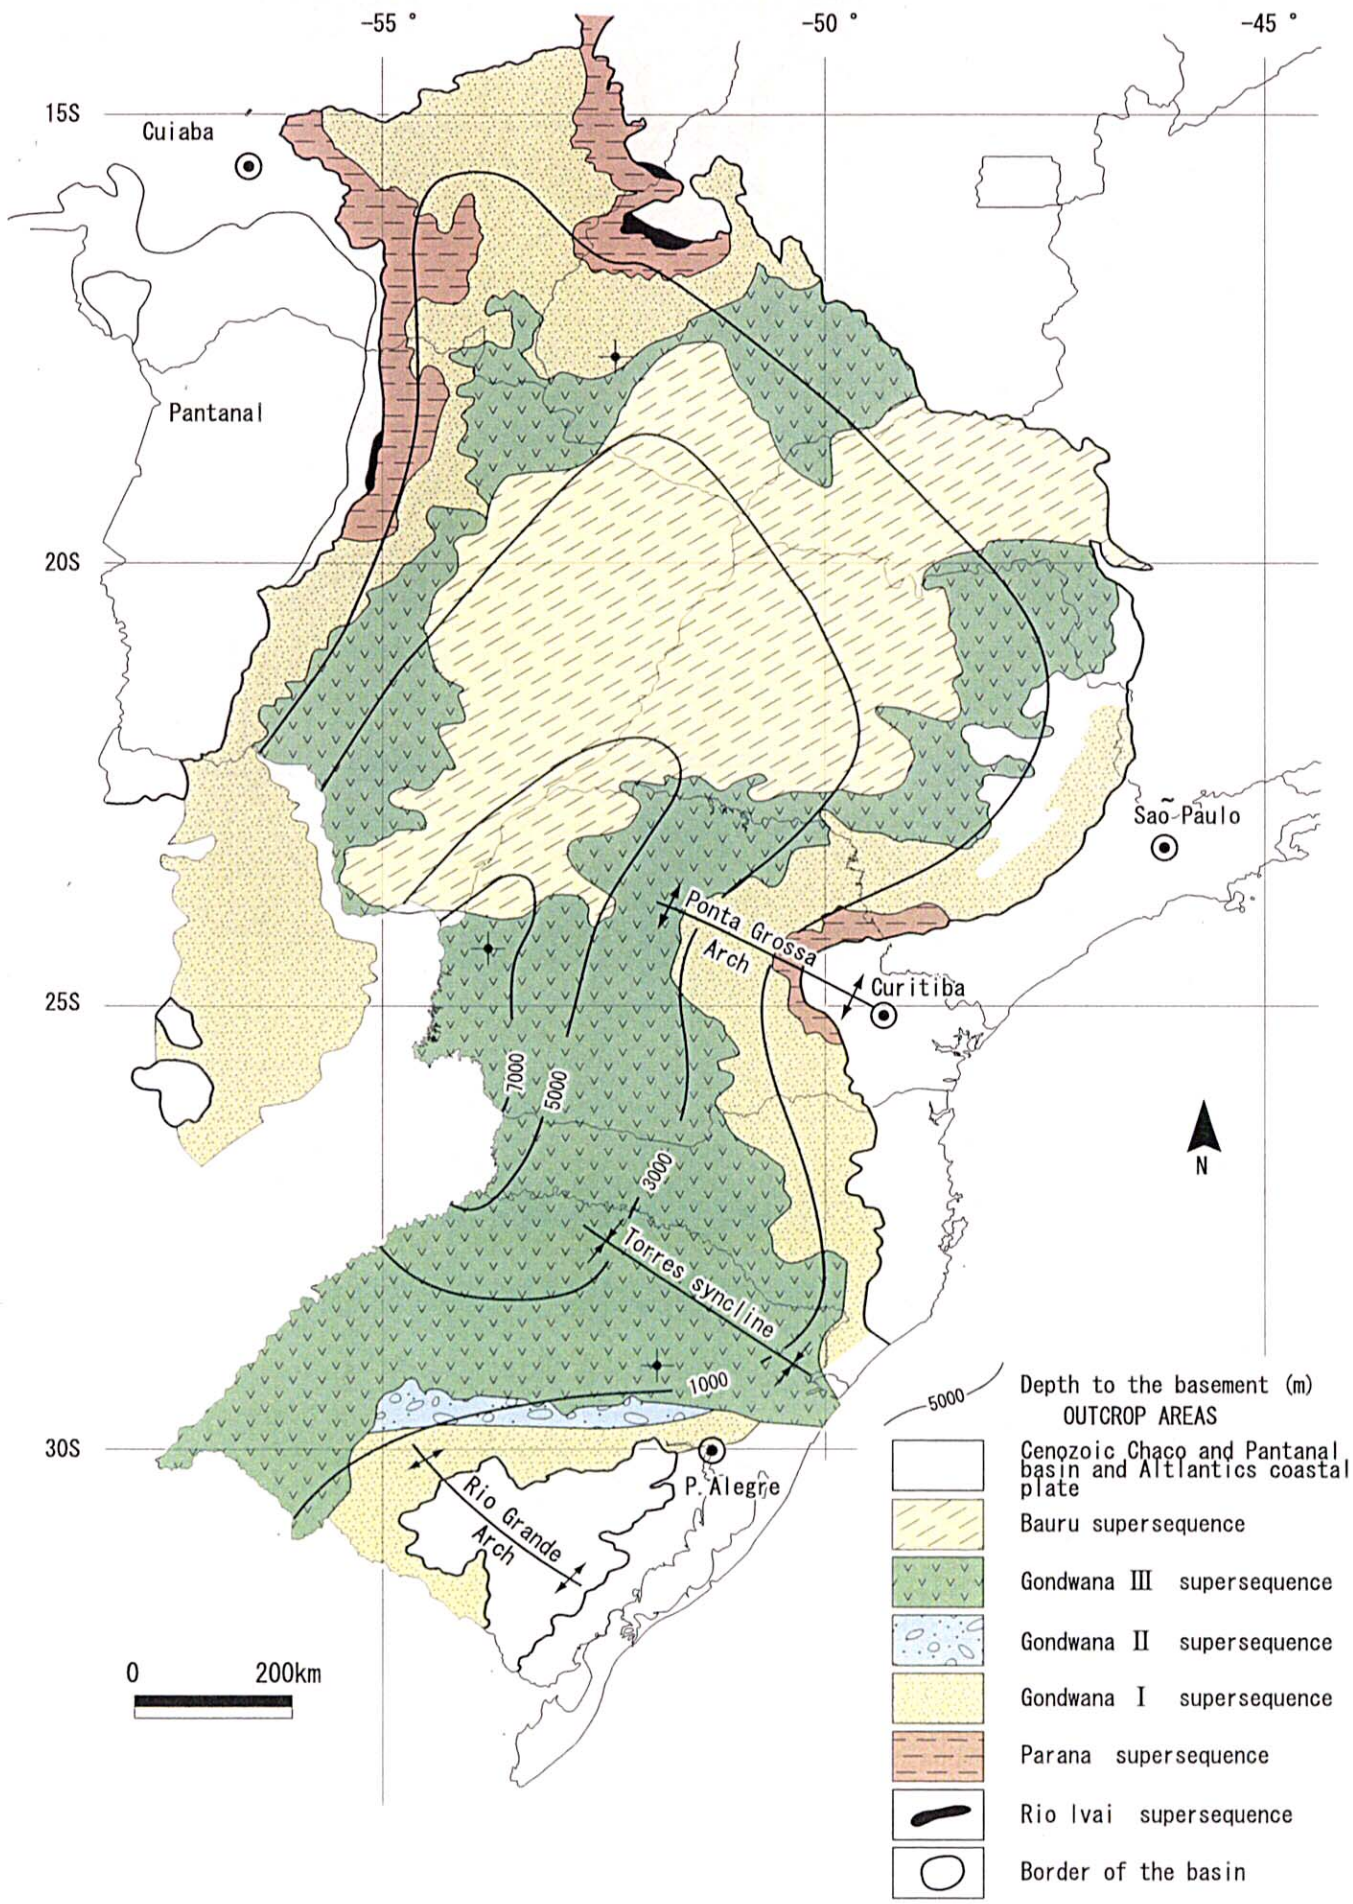 -55 °
-50 °
-45 °
15S
Cuiaba
Pantanal
20S
São Paulo
Ponta Grossa
Arch
Curitiba
25S
7000
5000
3000
N
Torres syncline
1000
30S
P. Alegre
Rio Grande
Arch
0 200km
5000 Depth to the basement (m)
OUTCROP AREAS
Cenozoic Chaco and Pantanal
basin and Altlantics coastal
plate
Bauru supersequence
Gondwana Ⅲ supersequence
Gondwana Ⅱ supersequence
Gondwana Ⅰ supersequence
Parana supersequence
Rio Ivai supersequence
Border of the basin